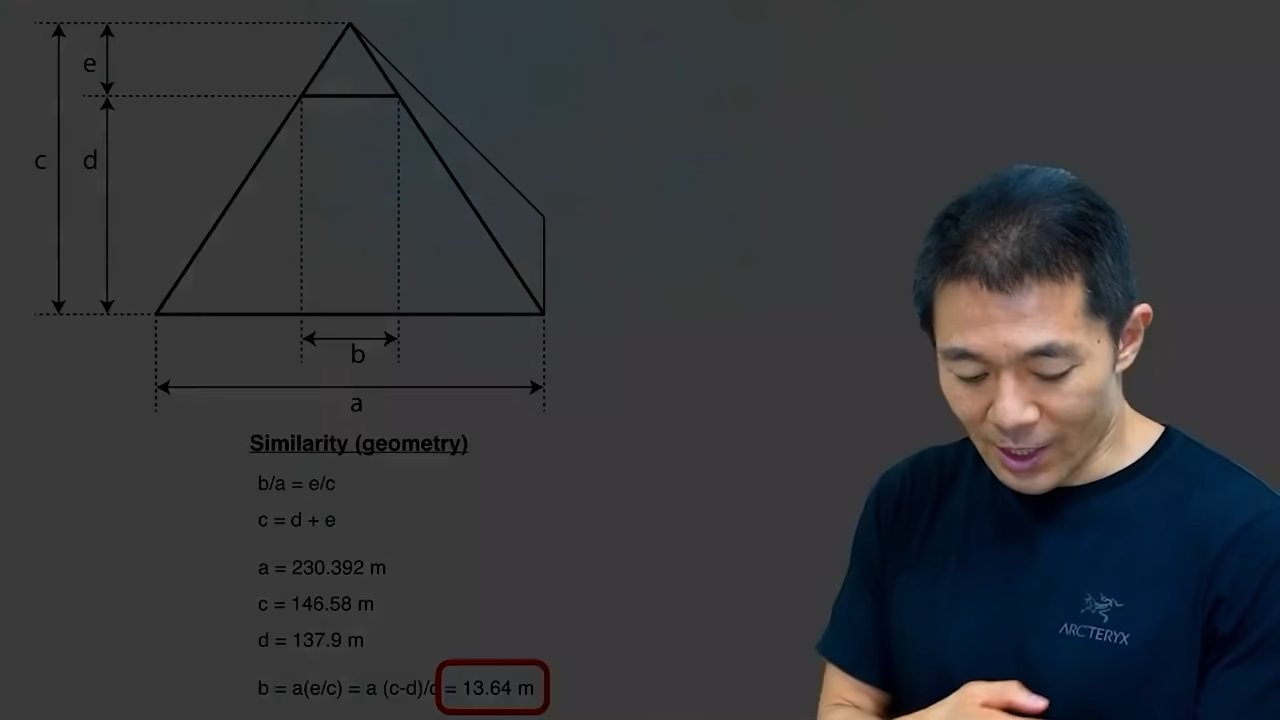 e
c
d
b
a
Similarity (geometry)
b/a = e/c
c = d + e
a = 230.392 m
c = 146.58 m
d = 137.9 m
b = a(e/c) = a (c-d)/c = 13.64 m
ARC'TERYX